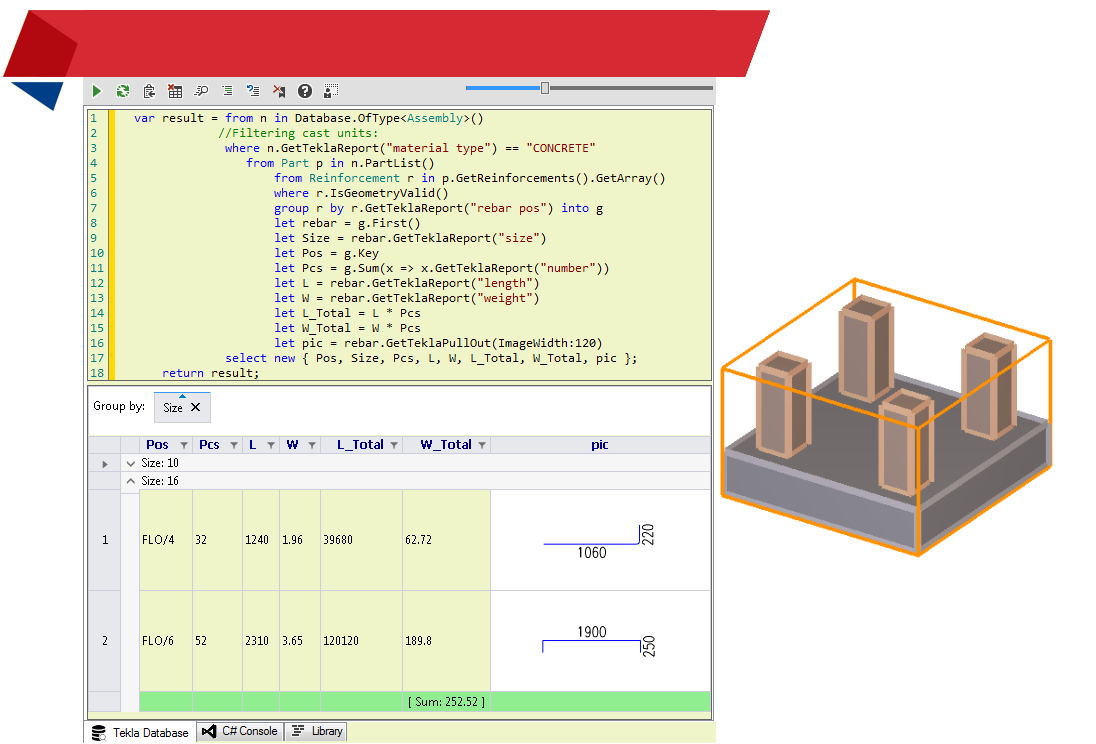 1 var result = from n in Database.OfType<Assembly>()
2 //Filtering cast units:
3 where n.GetTeklaReport("material type") == "CONCRETE"
4 from Part p in n.PartList()
5 from Reinforcement r in p.GetReinforcements().GetArray()
6 where r.IsGeometryValid()
7 group r by r.GetTeklaReport("rebar pos") into g
8 let rebar = g.First()
9 let Size = rebar.GetTeklaReport("size")
10 let Pos = g.Key
11 let Pcs = g.Sum(x => x.GetTeklaReport("number"))
12 let L = rebar.GetTeklaReport("length")
13 let W = rebar.GetTeklaReport("weight")
14 let L_Total = L * Pcs
15 let W_Total = W * Pcs
16 let pic = rebar.GetTeklaPullOut(ImageWidth:120)
17 select new { Pos, Size, Pcs, L, W, L_Total, W_Total, pic };
18 return result;
Group by: Size
Pos Pcs L W L_Total W_Total pic
Size: 10
Size: 16
1 FLO/4 32 1240 1.96 39680 62.72 1060 220
2 FLO/6 52 2310 3.65 120120 189.8 1900 250
[ Sum: 252.52 ]
Tekla Database C# Console Library